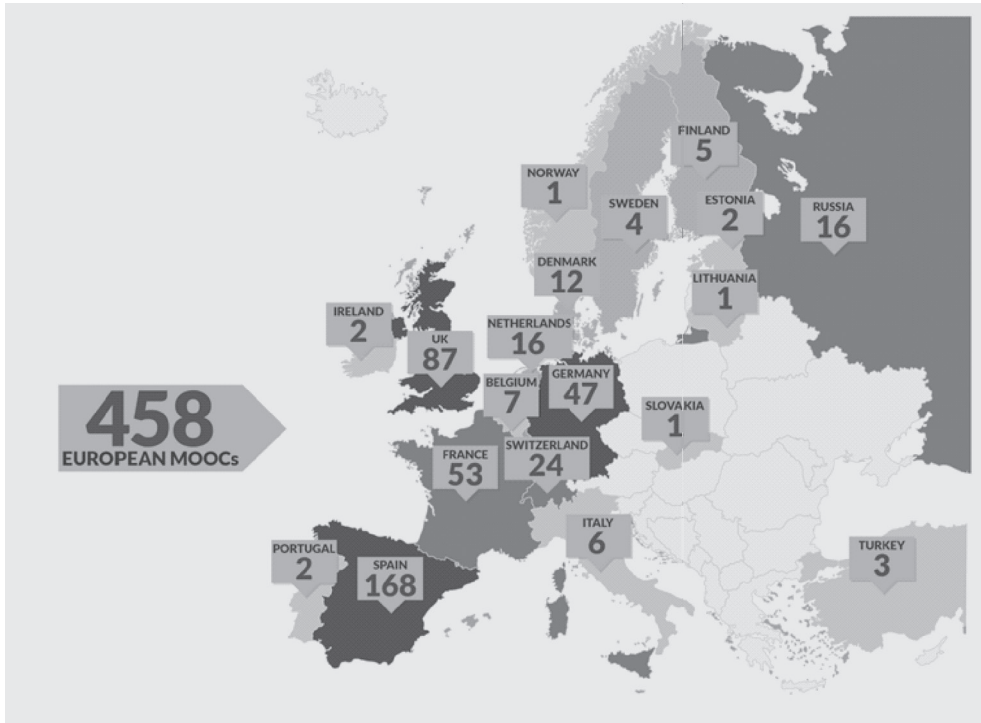 FINLAND
5
NORWAY
1
SWEDEN
4
ESTONIA
2
RUSSIA
16
DENMARK
12
LITHUANIA
1
IRELAND
2
UK
87
NETHERLANDS
16
BELGIUM
7
GERMANY
47
SLOVAKIA
1
458
EUROPEAN MOOCs
FRANCE
53
SWITZERLAND
24
ITALY
6
PORTUGAL
2
SPAIN
168
TURKEY
3